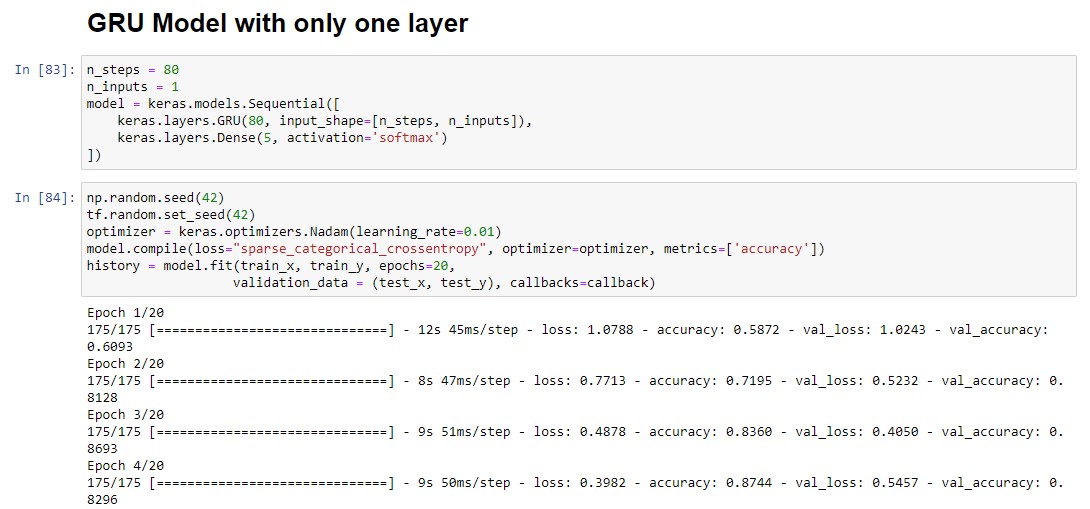 GRU Model with only one layer
In [83]: n_steps = 80
n_inputs = 1
model = keras.models.Sequential([
    keras.layers.GRU(80, input_shape=[n_steps, n_inputs]),
    keras.layers.Dense(5, activation='softmax')
])
In [84]: np.random.seed(42)
tf.random.set_seed(42)
optimizer = keras.optimizers.Nadam(learning_rate=0.01)
model.compile(loss="sparse_categorical_crossentropy", optimizer=optimizer, metrics=['accuracy'])
history = model.fit(train_x, train_y, epochs=20,
                    validation_data = (test_x, test_y), callbacks=callback)
Epoch 1/20
175/175 [==============================] - 12s 45ms/step - loss: 1.0788 - accuracy: 0.5872 - val_loss: 1.0243 - val_accuracy:
0.6093
Epoch 2/20
175/175 [==============================] - 8s 47ms/step - loss: 0.7713 - accuracy: 0.7195 - val_loss: 0.5232 - val_accuracy: 0.
8128
Epoch 3/20
175/175 [==============================] - 9s 51ms/step - loss: 0.4878 - accuracy: 0.8360 - val_loss: 0.4050 - val_accuracy: 0.
8693
Epoch 4/20
175/175 [==============================] - 9s 50ms/step - loss: 0.3982 - accuracy: 0.8744 - val_loss: 0.5457 - val_accuracy: 0.
8296